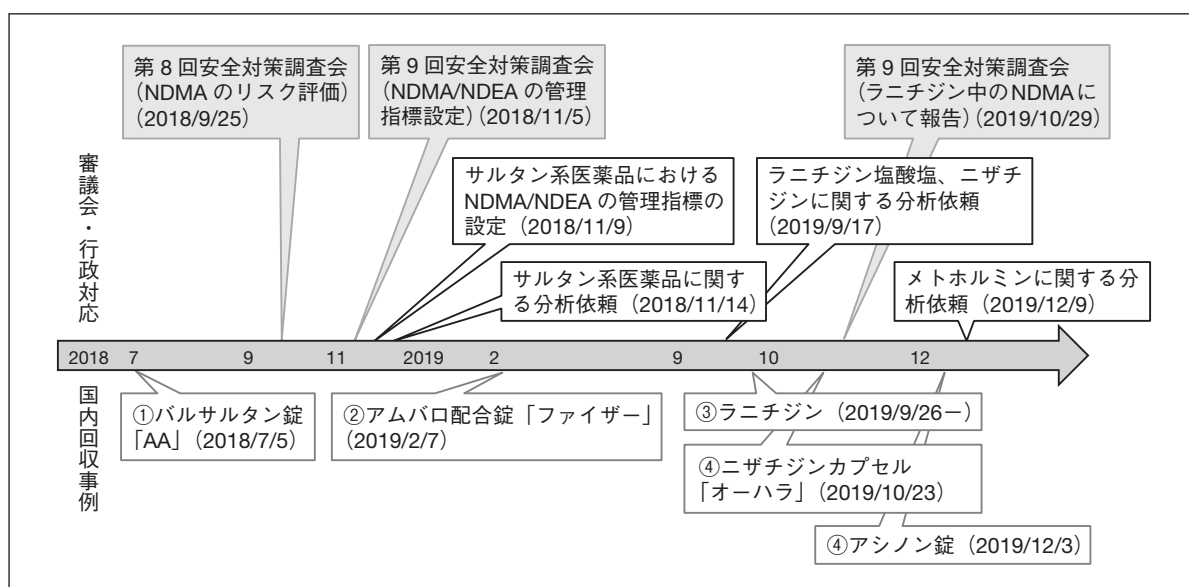 第8回安全対策調査会
(NDMAのリスク評価)
(2018/9/25)
第9回安全対策調査会
(NDMA/NDEAの管理
指標設定)(2018/11/5)
第9回安全対策調査会
(ラニチジン中のNDMAに
ついて報告)(2019/10/29)
審議会・行政対応
サルタン系医薬品における
NDMA/NDEAの管理指標の
設定(2018/11/9)
ラニチジン塩酸塩、ニザチ
ジンに関する分析依頼
(2019/9/17)
サルタン系医薬品に関す
る分析依頼(2018/11/14)
メトホルミンに関する分
析依頼(2019/12/9)
2018 7 9 11 2019 2 9 10 12
国内回収事例
①バルサルタン錠
「AA」(2018/7/5)
②アムバロ配合錠「ファイザー」
(2019/2/7)
③ラニチジン(2019/9/26ー)
④ニザチジンカプセル
「オーハラ」(2019/10/23)
④アシノン錠(2019/12/3)